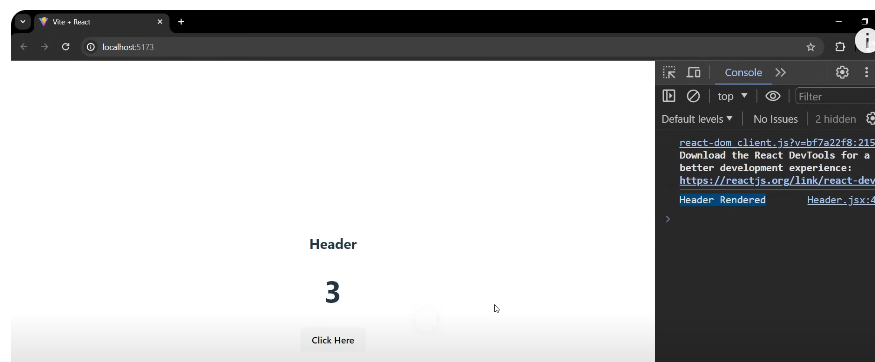 Vite + React
localhost:5173
Console
top
Filter
Default levels
No Issues
2 hidden
react-dom client.js?v=bf7a22f8:215
Download the React DevTools for a
better development experience:
https://reactjs.org/link/react-dev
Header Rendered
Header.jsx:4
Header
3
Click Here